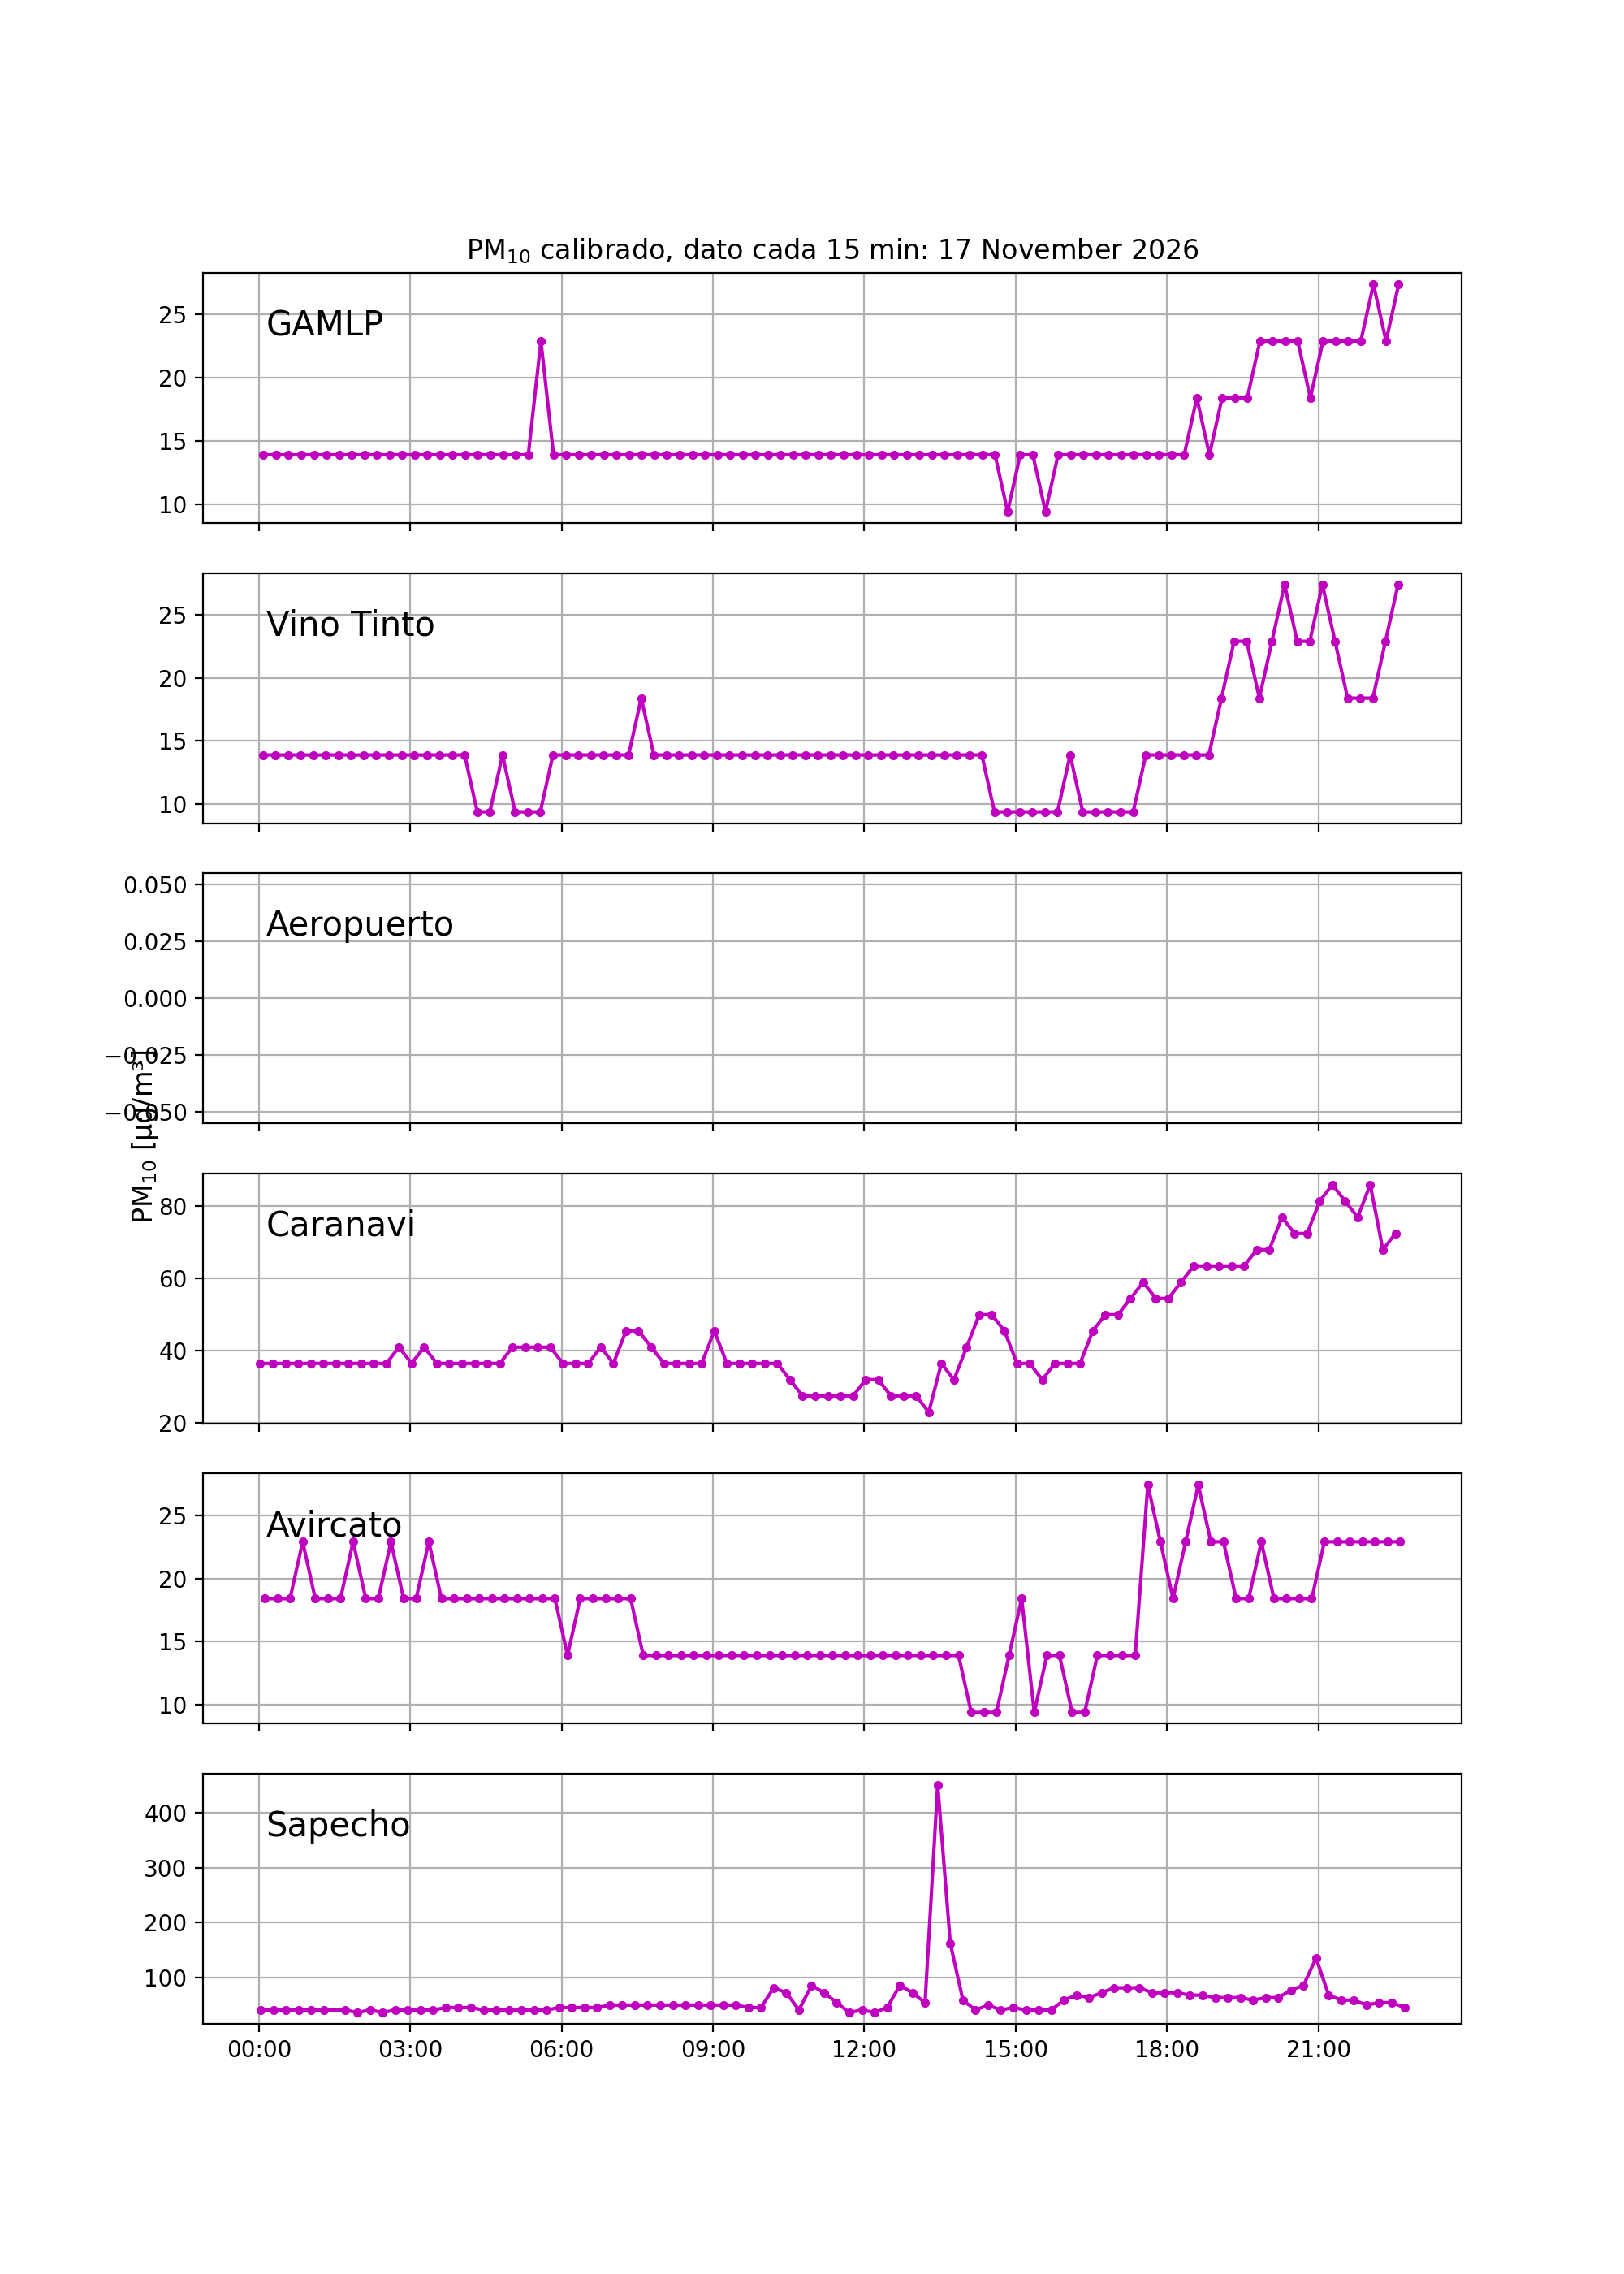 PM₁₀ calibrado, dato cada 15 min: 17 November 2026
GAMLP
25
20
15
10
Vino Tinto
25
20
15
10
Aeropuerto
0.050
0.025
0.000
−0.025
−0.050
PM₁₀ [µg/m³]
Caranavi
80
60
40
20
Avircato
25
20
15
10
Sapecho
400
300
200
100
00:00 03:00 06:00 09:00 12:00 15:00 18:00 21:00